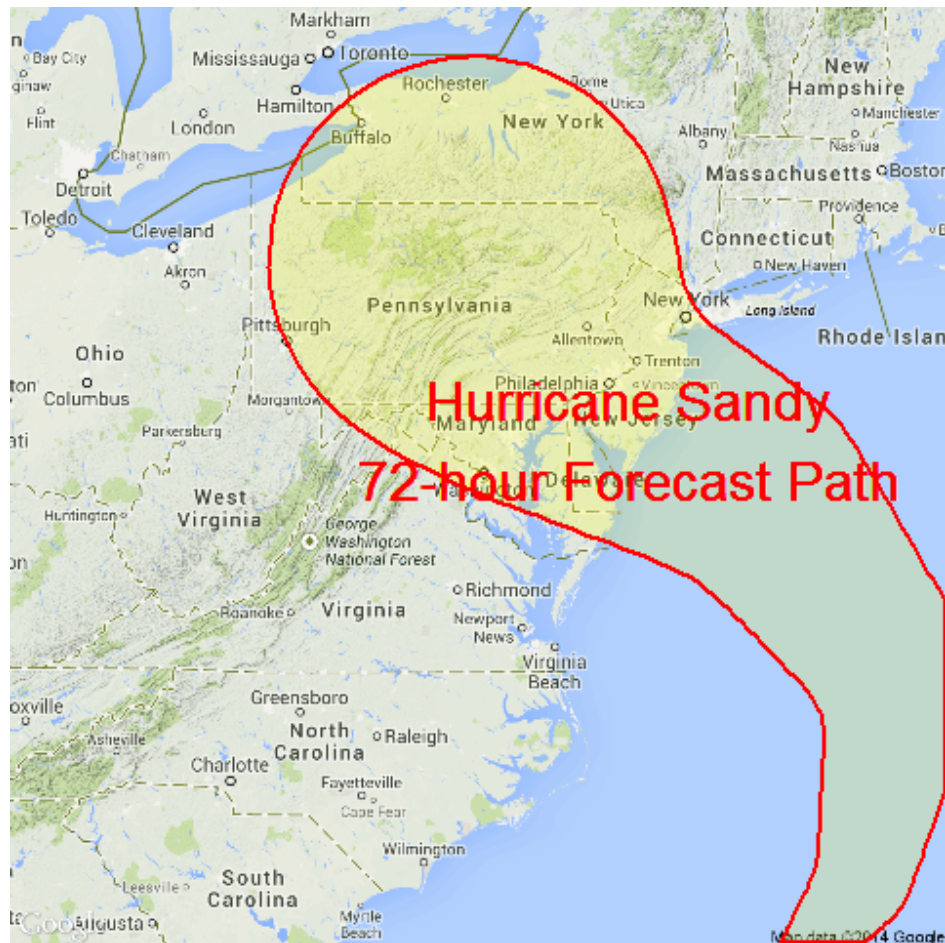 Markham
Bay City
Mississauga
Toronto
ginaw
Hamilton
Rochester
Rome
New
Hampshire
Flint
London
Buffalo
Utica
New York
Manchester
Albany
Nashua
Chatham
Detroit
Massachusetts
Boston
Toledo
Cleveland
Providence
Connecticut
Akron
New Haven
Pennsylvania
New York
Long Island
Pittsburgh
Allentown
Rhode Islan
Ohio
Trenton
Columbus
Philadelphia
Hurricane Sandy
Maryland
New Jersey
Parkersburg
72-hour Forecast Path
Delaware
West
Virginia
Huntington
George
Washington
National Forest
Richmond
Roanoke
Virginia
Newport
News
Virginia
Beach
Greensboro
oxville
North
Carolina
Raleigh
Asheville
Charlotte
Fayetteville
Cape Fear
Wilmington
Leesville
South
Carolina
Augusta
Myrtle
Beach
Google
Map data ©2014 Google